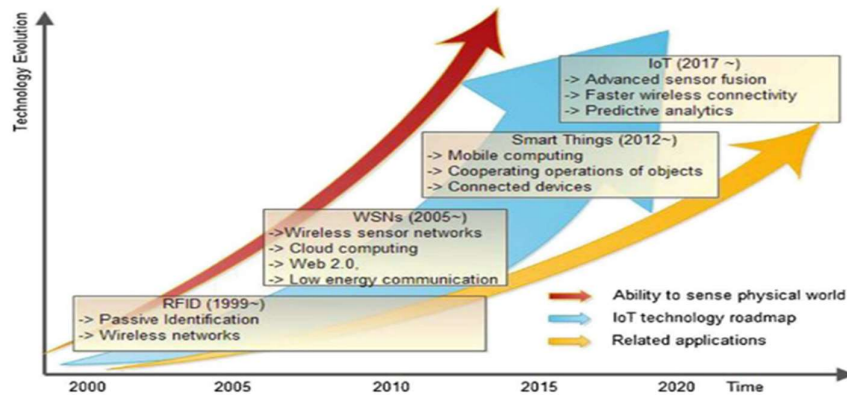 Technology Evolution
IoT (2017 ~)
-> Advanced sensor fusion
-> Faster wireless connectivity
-> Predictive analytics
Smart Things (2012~)
-> Mobile computing
-> Cooperating operations of objects
-> Connected devices
WSNs (2005~)
->Wireless sensor networks
-> Cloud computing
-> Web 2.0,
-> Low energy communication
RFID (1999~)
-> Passive Identification
-> Wireless networks
Ability to sense physical world
IoT technology roadmap
Related applications
2000 2005 2010 2015 2020 Time